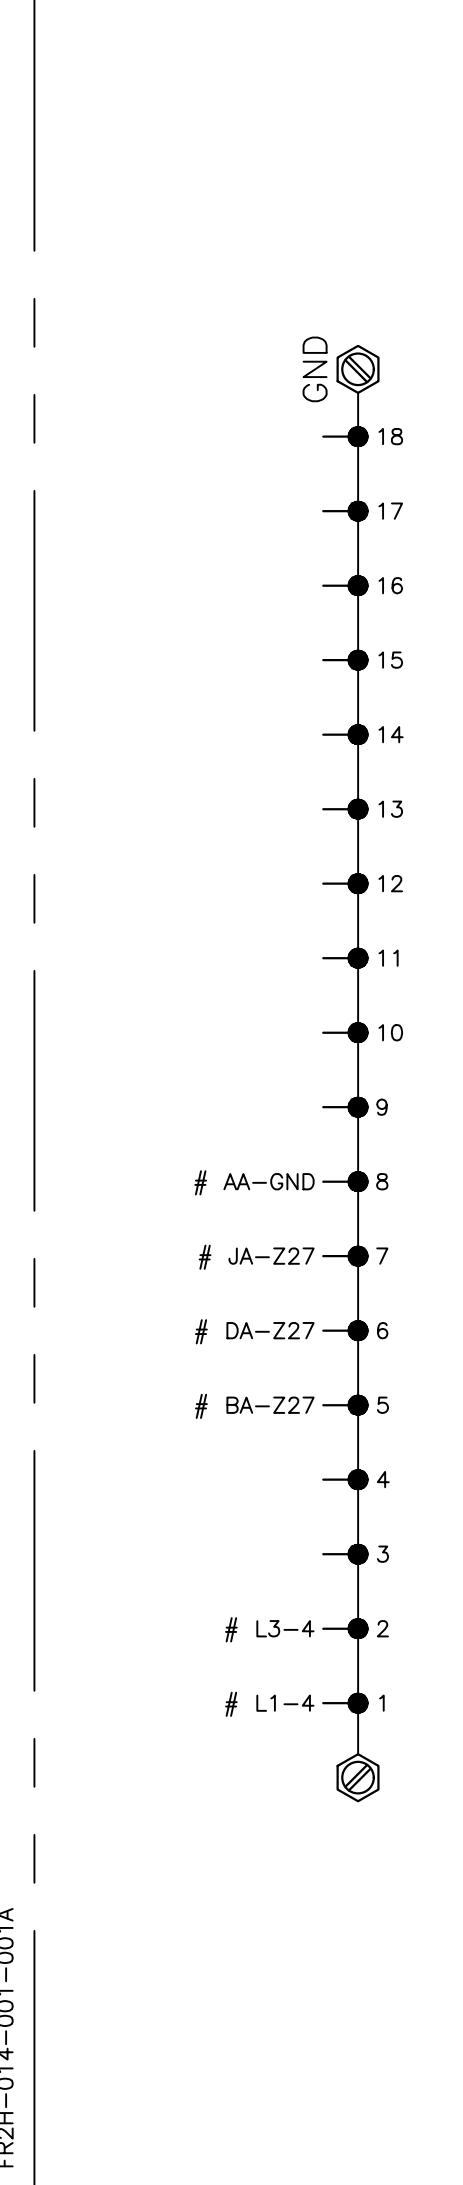 GND
18
17
16
15
14
13
12
11
10
9
# AA-GND 8
# JA-Z27 7
# DA-Z27 6
# BA-Z27 5
4
3
# L3-4 2
# L1-4 1
FR2H-014-001-001A